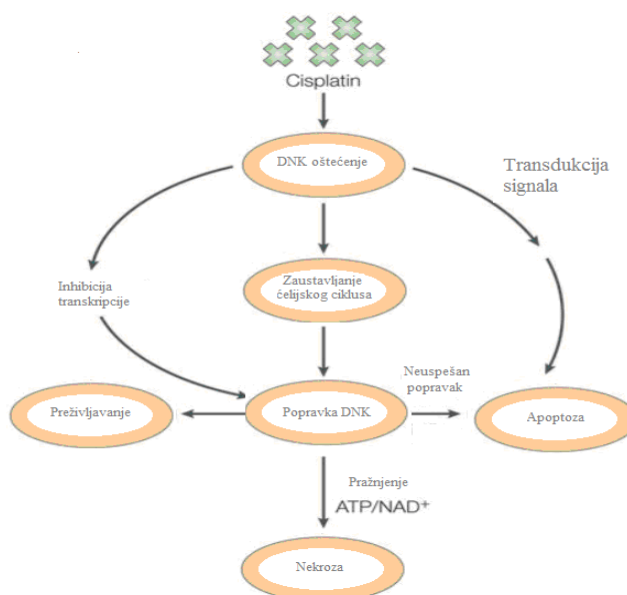 Cisplatin
DNK oštećenje
Transdukcija
signala
Zaustavljanje
ćelijskog ciklusa
Inhibicija
transkripcije
Neuspešan
popravak
Preživljavanje
Popravka DNK
Apoptoza
Pražnjenje
ATP/NAD⁺
Nekroza